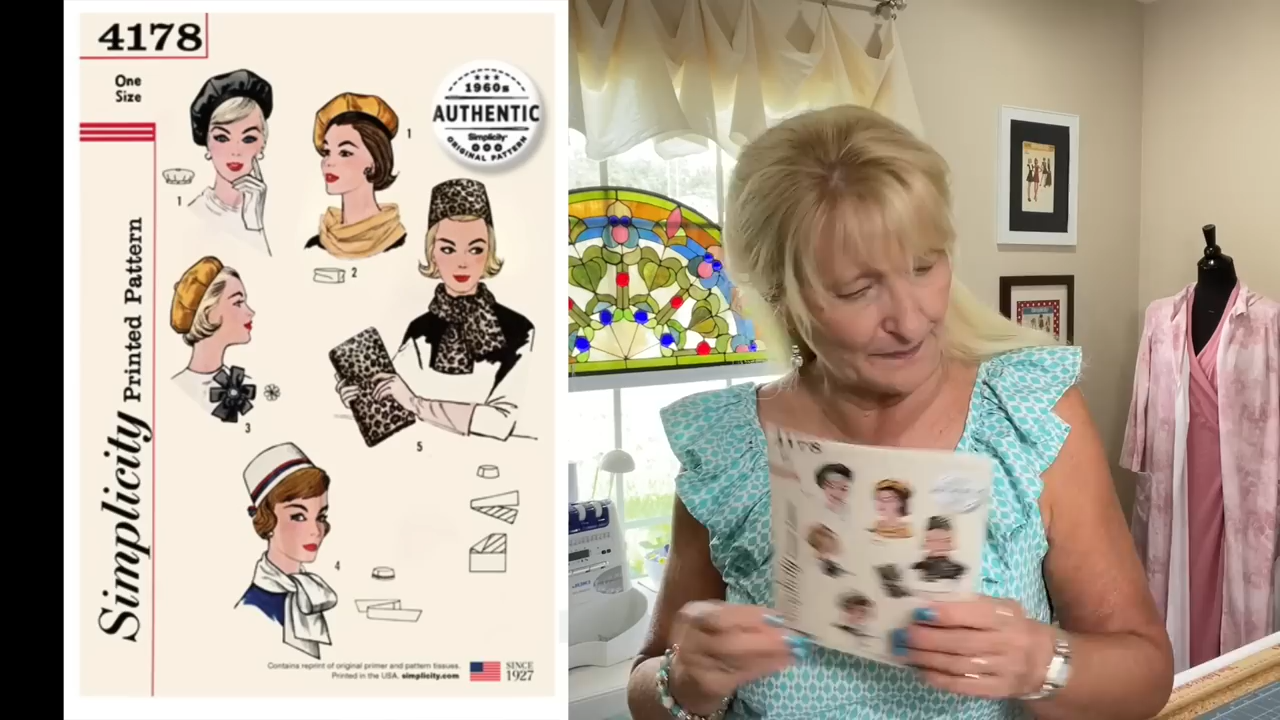 4178
One
Size
1960s
AUTHENTIC
Simplicity
ORIGINAL PATTERN
1
1
2
3
5
4
Simplicity Printed Pattern
Contains reprint of original primer and pattern tissues.
Printed in the USA. simplicity.com
SINCE
1927